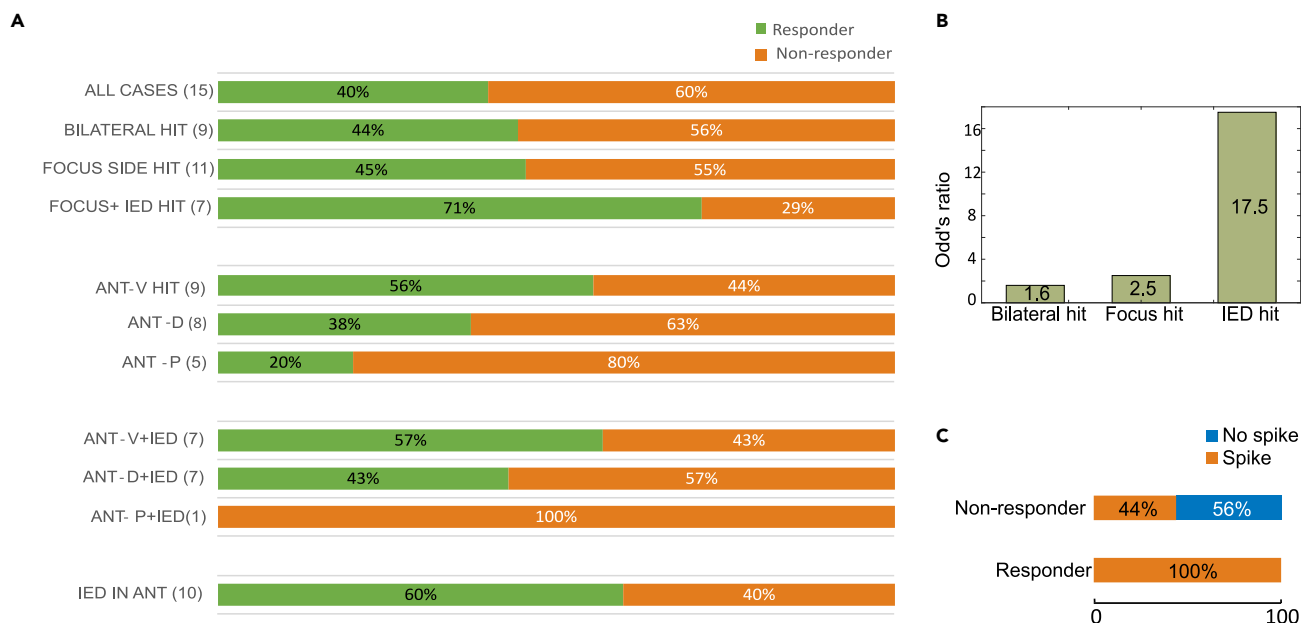 A
Responder
Non-responder
ALL CASES (15)
40%
60%
BILATERAL HIT (9)
44%
56%
FOCUS SIDE HIT (11)
45%
55%
FOCUS+ IED HIT (7)
71%
29%
ANT-V HIT (9)
56%
44%
ANT -D (8)
38%
63%
ANT -P (5)
20%
80%
ANT-V+IED (7)
57%
43%
ANT-D+IED (7)
43%
57%
ANT- P+IED(1)
100%
IED IN ANT (10)
60%
40%
B
Odd's ratio
16
12
8
4
0
1.6
2.5
17.5
Bilateral hit
Focus hit
IED hit
C
No spike
Spike
Non-responder
44%
56%
Responder
100%
0
100